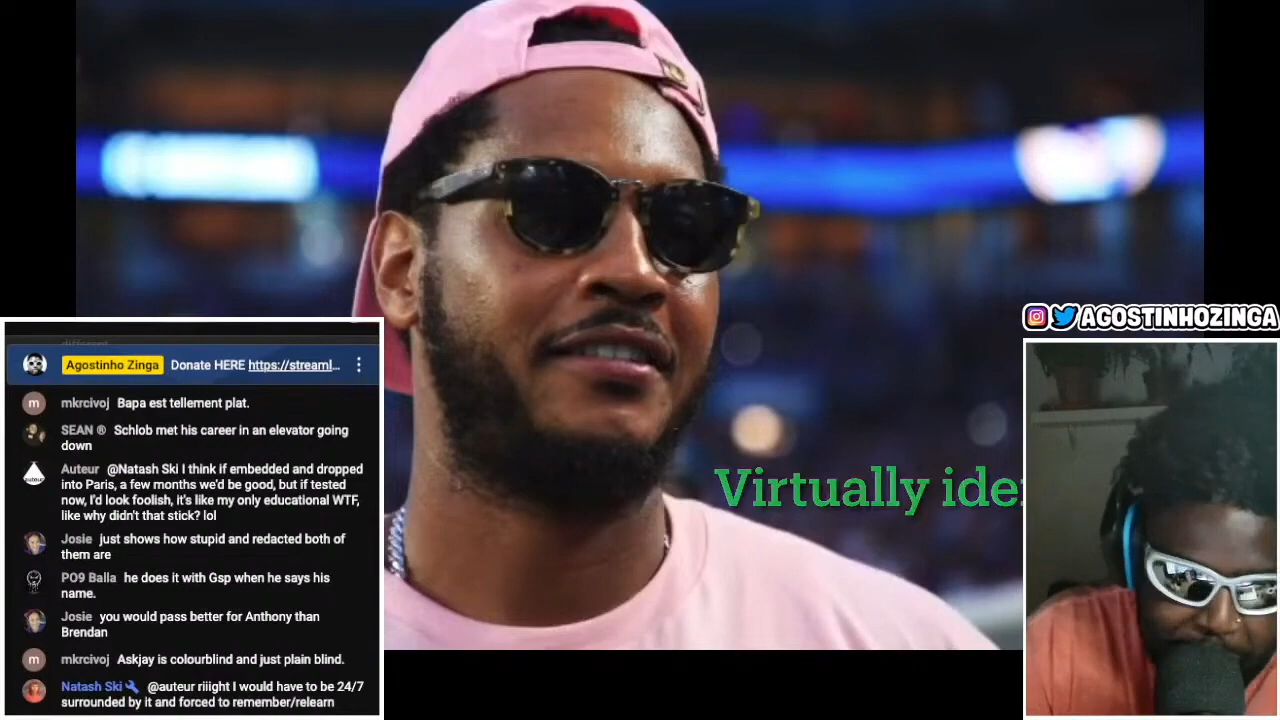 AGOSTINHOZINGA
Virtually ide
Agostinho Zinga Donate HERE https://streaml...
mkrcivoj Bapa est tellement plat.
SEAN ® Schlob met his career in an elevator going
down
Auteur @Natash Ski I think if embedded and dropped
into Paris, a few months we'd be good, but if tested
now, I'd look foolish, it's like my only educational WTF,
like why didn't that stick? lol
Josie just shows how stupid and redacted both of
them are
PO9 Balla he does it with Gsp when he says his
name.
Josie you would pass better for Anthony than
Brendan
mkrcivoj Askjay is colourblind and just plain blind.
Natash Ski @auteur riiight I would have to be 24/7
surrounded by it and forced to remember/relearn